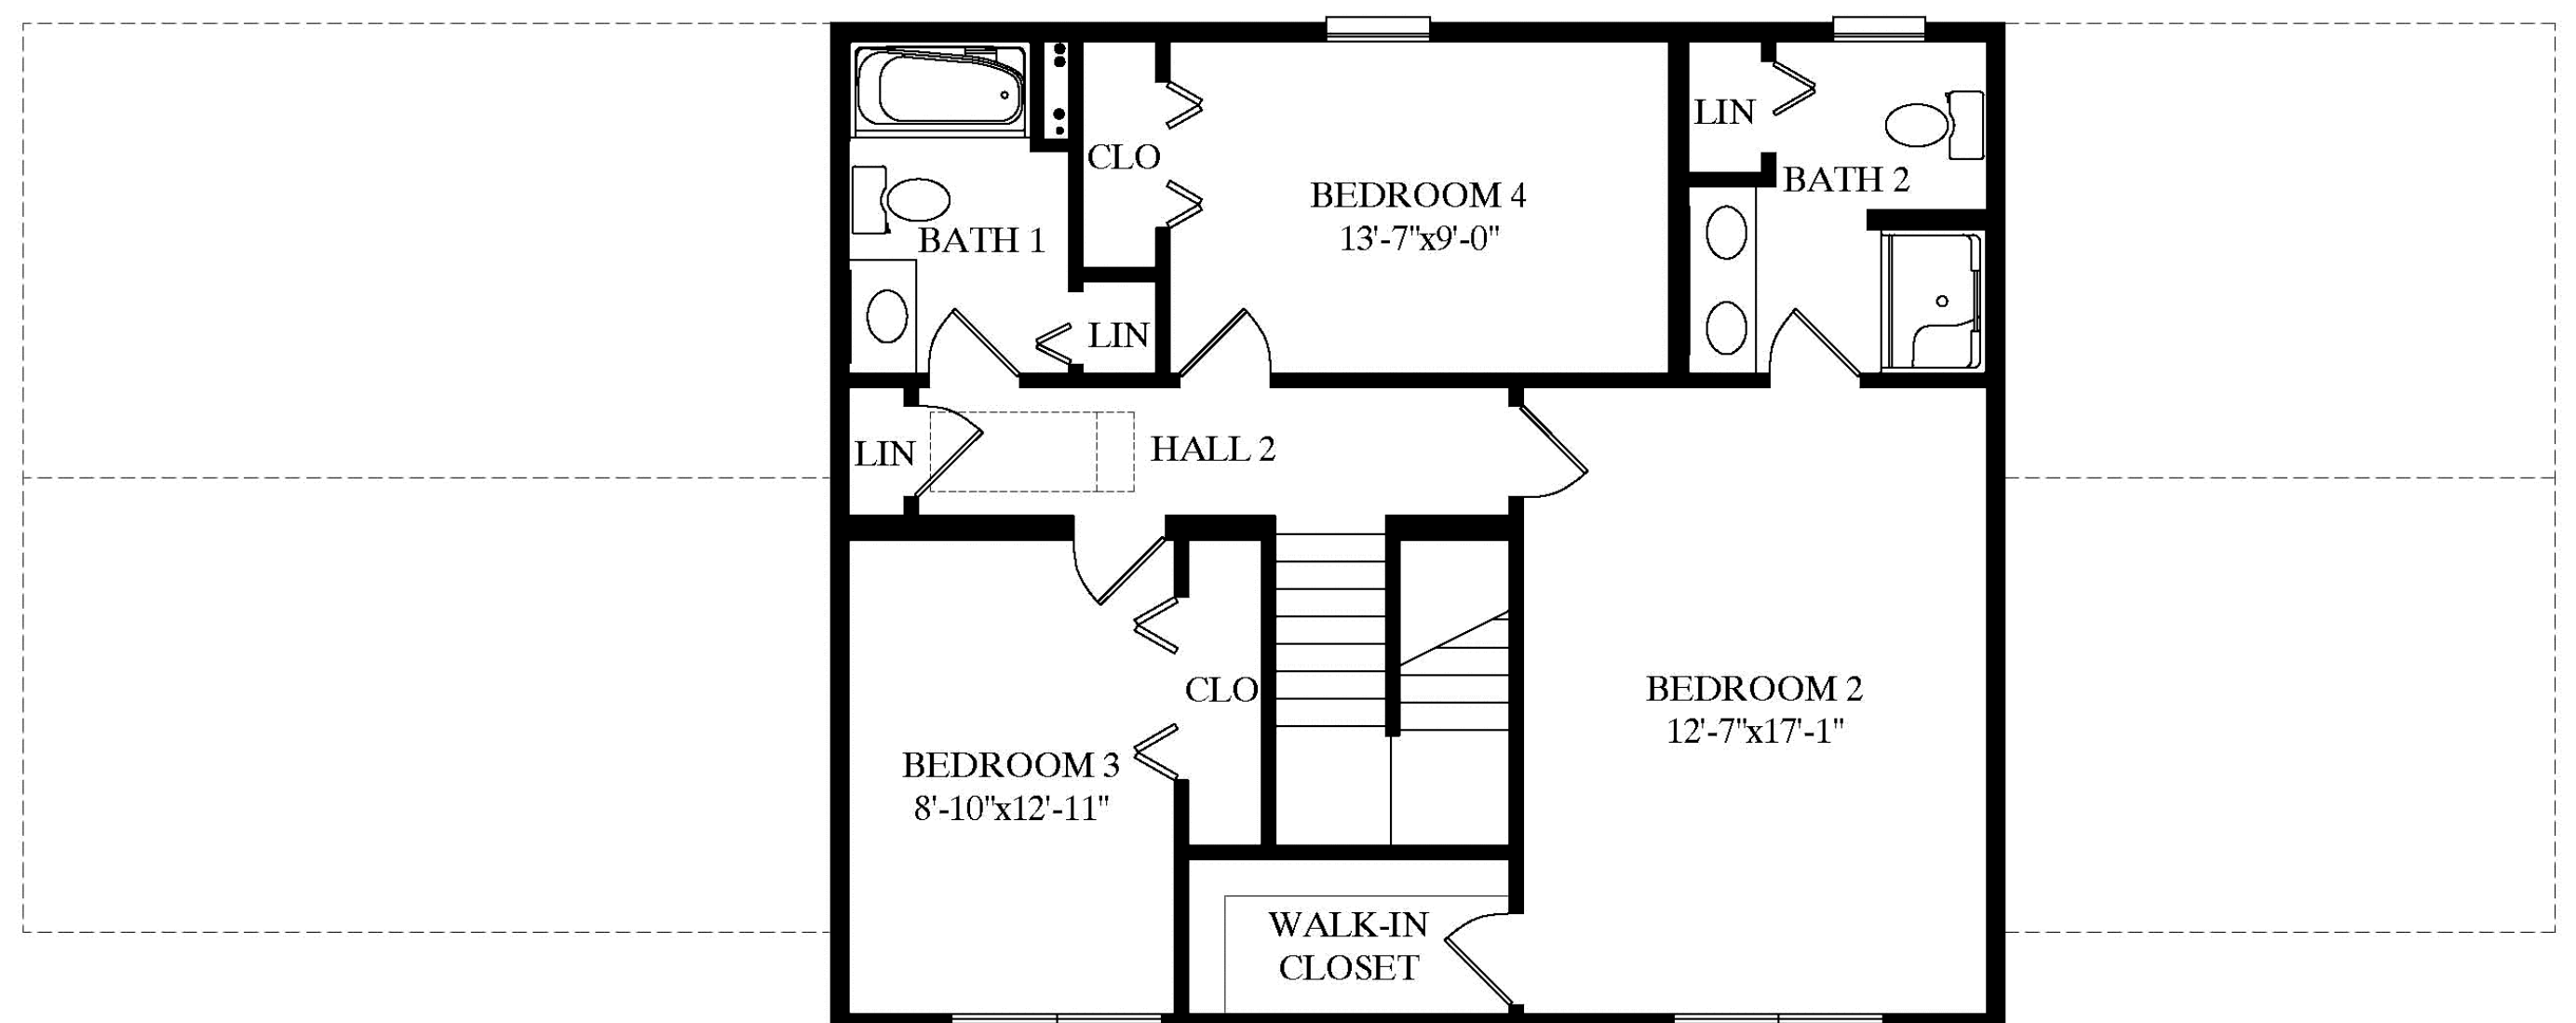 LIN
CLO
BEDROOM 4
13'-7"x9'-0"
BATH 2
BATH 1
LIN
LIN
HALL 2
CLO
BEDROOM 2
12'-7"x17'-1"
BEDROOM 3
8'-10"x12'-11"
WALK-IN
CLOSET